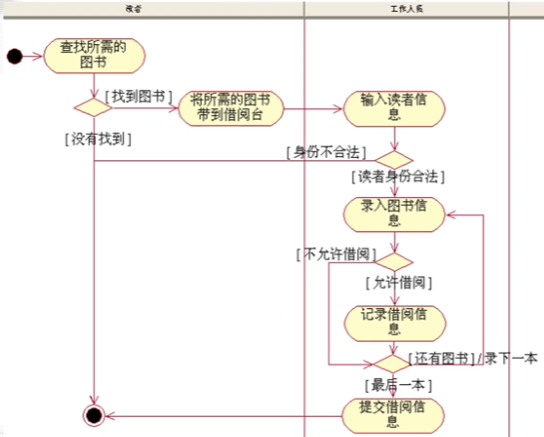 读者
工作人员
查找所需的
图书
[找到图书]
将所需的图书
带到借阅台
输入读者信
息
[没有找到]
[身份不合法]
[读者身份合法]
录入图书信
息
[不允许借阅]
[允许借阅]
记录借阅信
息
[还有图书] / 录下一本
[最后一本]
提交借阅信
息